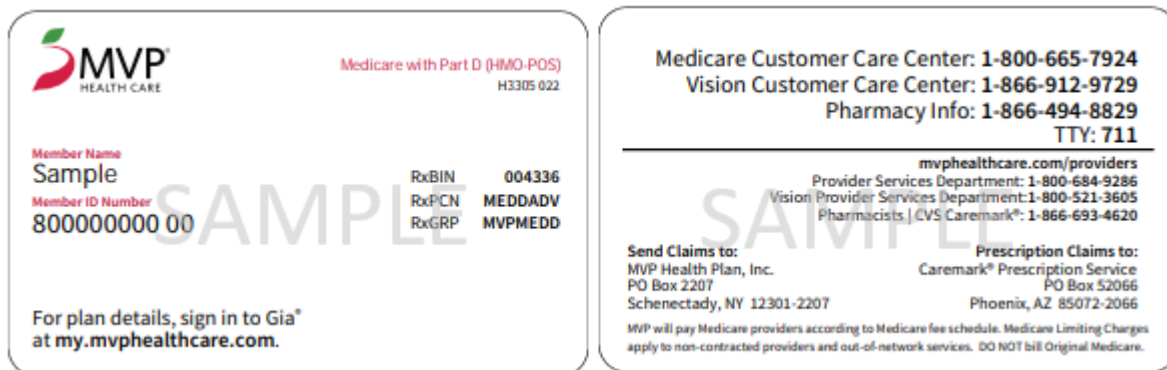 MVP®
HEALTH CARE
Medicare with Part D (HMO-POS)
H3305 022
Member Name
Sample
Member ID Number
800000000 00
RxBIN 004336
RxPCN MEDDADV
RxGRP MVPMEDD
SAMPLE
For plan details, sign in to Gia®
at my.mvphealthcare.com.
Medicare Customer Care Center: 1-800-665-7924
Vision Customer Care Center: 1-866-912-9729
Pharmacy Info: 1-866-494-8829
TTY: 711
mvphealthcare.com/providers
Provider Services Department: 1-800-684-9286
Vision Provider Services Department:1-800-521-3605
Pharmacists | CVS Caremark®: 1-866-693-4620
SAMPLE
Send Claims to:
MVP Health Plan, Inc.
PO Box 2207
Schenectady, NY 12301-2207
Prescription Claims to:
Caremark® Prescription Service
PO Box 52066
Phoenix, AZ 85072-2066
MVP will pay Medicare providers according to Medicare fee schedule. Medicare Limiting Charges
apply to non-contracted providers and out-of-network services. DO NOT bill Original Medicare.